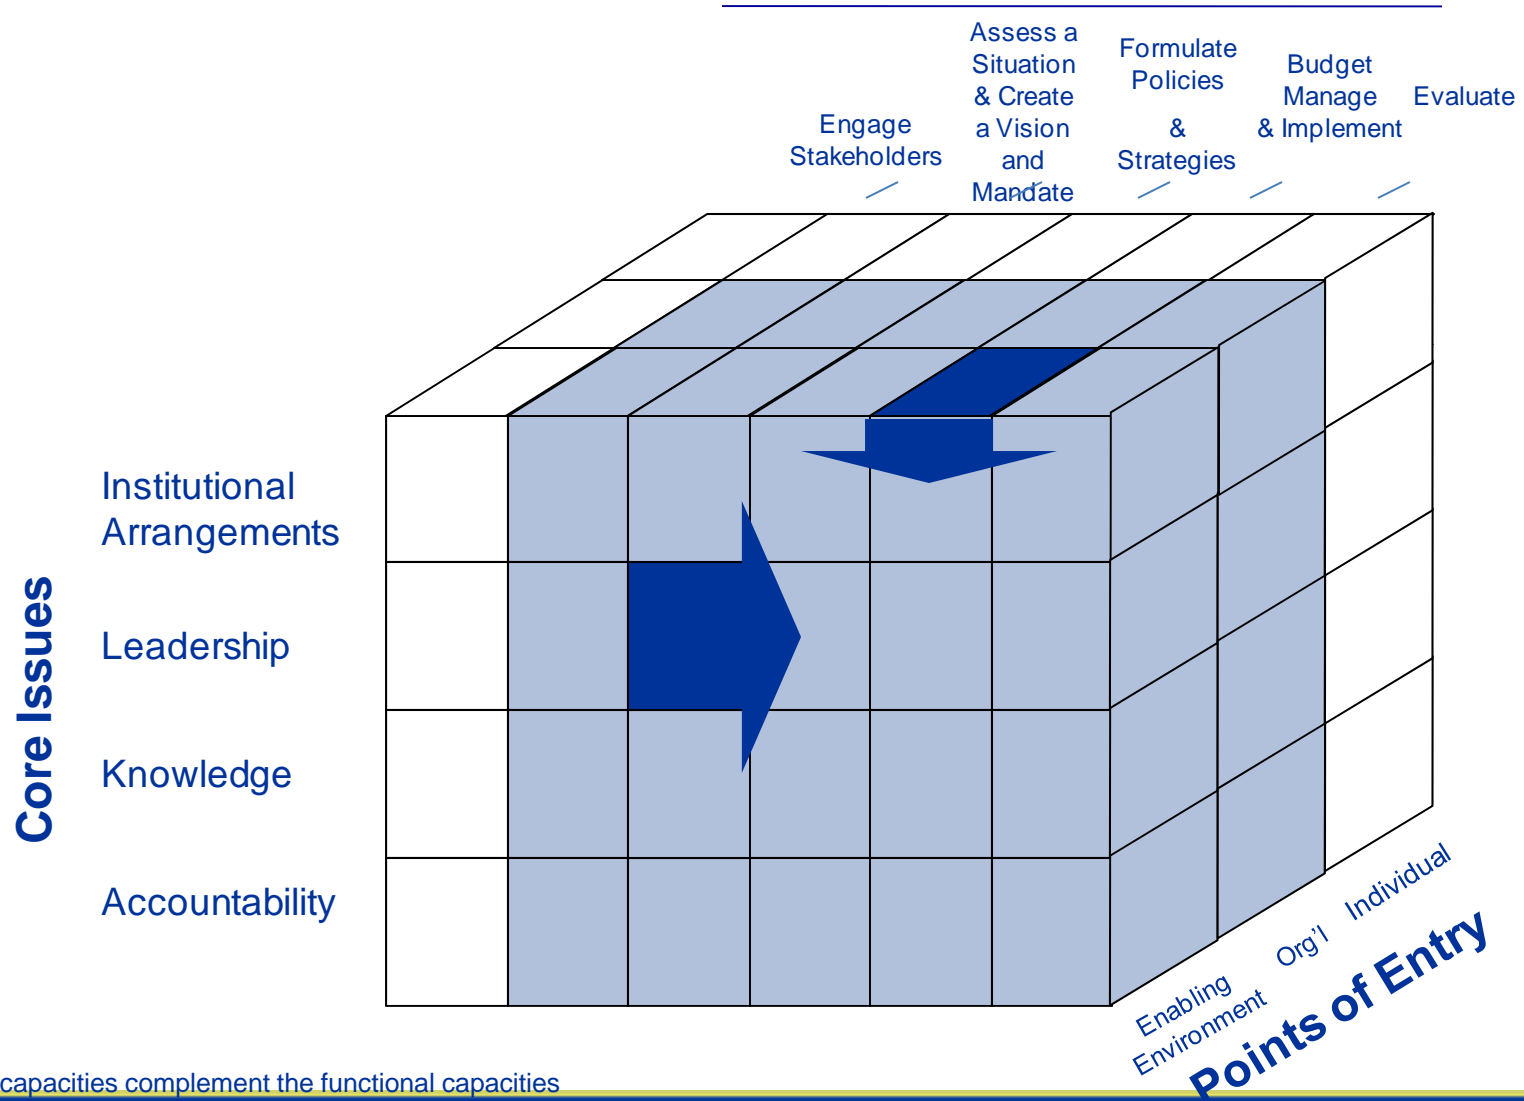 Engage
Stakeholders
Assess a
Situation
& Create
a Vision
and
Mandate
Formulate
Policies
&
Strategies
Budget
Manage
& Implement
Evaluate
Core Issues
Institutional
Arrangements
Leadership
Knowledge
Accountability
Enabling
Environment
Org'l
Individual
Points of Entry
capacities complement the functional capacities